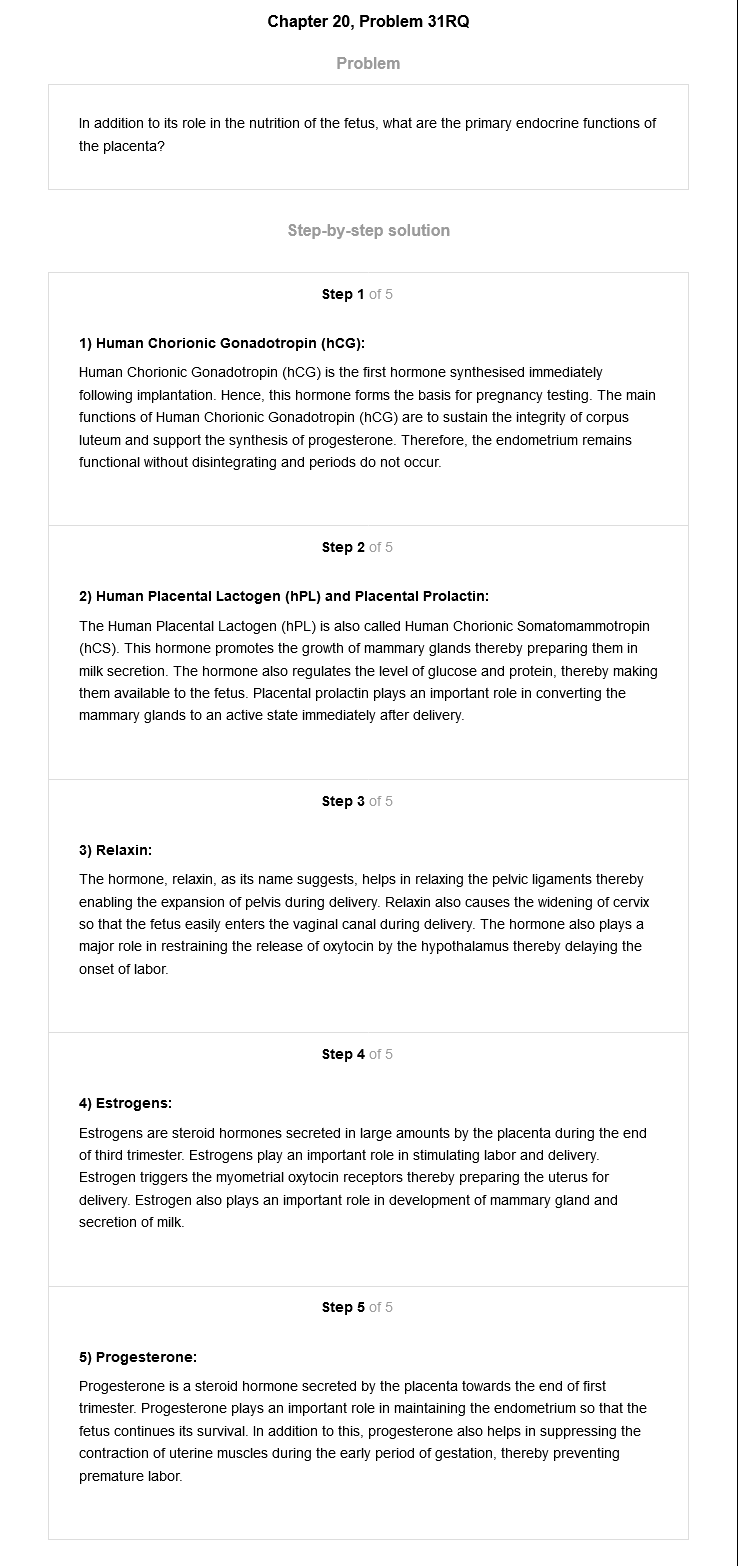 Chapter 20, Problem 31RQ
Problem
In addition to its role in the nutrition of the fetus, what are the primary endocrine functions of
the placenta?
Step-by-step solution
Step 1 of 5
1) Human Chorionic Gonadotropin (hCG):
Human Chorionic Gonadotropin (hCG) is the first hormone synthesised immediately
following implantation. Hence, this hormone forms the basis for pregnancy testing. The main
functions of Human Chorionic Gonadotropin (hCG) are to sustain the integrity of corpus
luteum and support the synthesis of progesterone. Therefore, the endometrium remains
functional without disintegrating and periods do not occur.
Step 2 of 5
2) Human Placental Lactogen (hPL) and Placental Prolactin:
The Human Placental Lactogen (hPL) is also called Human Chorionic Somatomammotropin
(hCS). This hormone promotes the growth of mammary glands thereby preparing them in
milk secretion. The hormone also regulates the level of glucose and protein, thereby making
them available to the fetus. Placental prolactin plays an important role in converting the
mammary glands to an active state immediately after delivery.
Step 3 of 5
3) Relaxin:
The hormone, relaxin, as its name suggests, helps in relaxing the pelvic ligaments thereby
enabling the expansion of pelvis during delivery. Relaxin also causes the widening of cervix
so that the fetus easily enters the vaginal canal during delivery. The hormone also plays a
major role in restraining the release of oxytocin by the hypothalamus thereby delaying the
onset of labor.
Step 4 of 5
4) Estrogens:
Estrogens are steroid hormones secreted in large amounts by the placenta during the end
of third trimester. Estrogens play an important role in stimulating labor and delivery.
Estrogen triggers the myometrial oxytocin receptors thereby preparing the uterus for
delivery. Estrogen also plays an important role in development of mammary gland and
secretion of milk.
Step 5 of 5
5) Progesterone:
Progesterone is a steroid hormone secreted by the placenta towards the end of first
trimester. Progesterone plays an important role in maintaining the endometrium so that the
fetus continues its survival. In addition to this, progesterone also helps in suppressing the
contraction of uterine muscles during the early period of gestation, thereby preventing
premature labor.